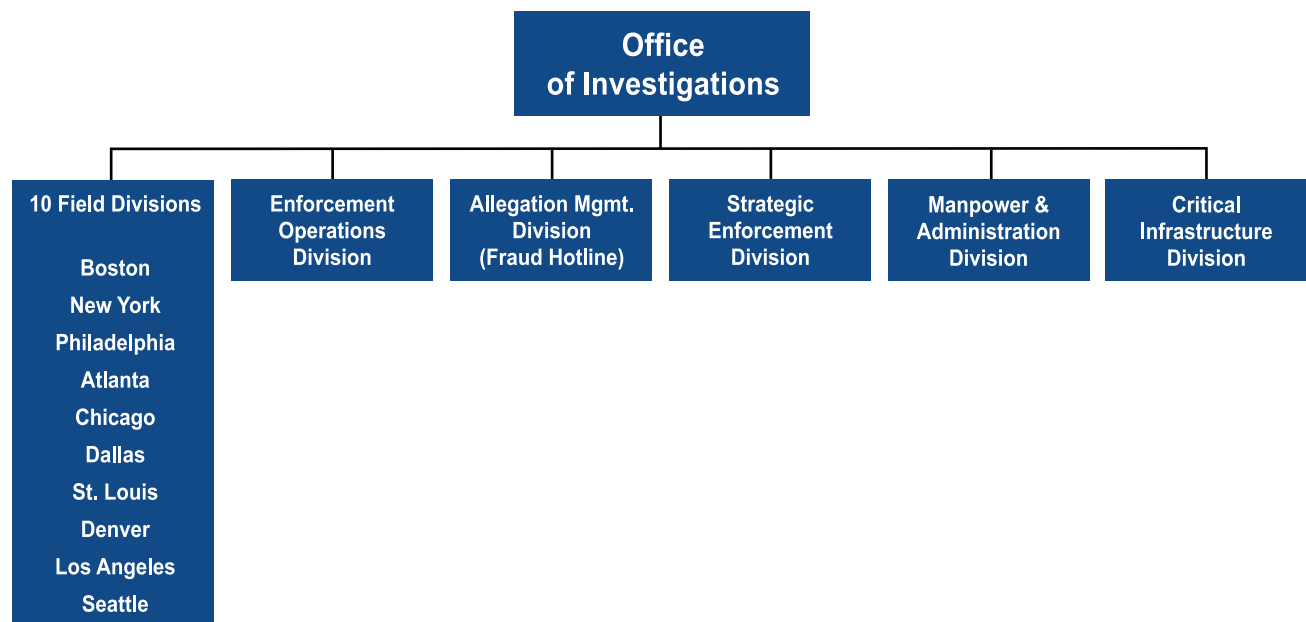 Office
of Investigations
10 Field Divisions
Boston
New York
Philadelphia
Atlanta
Chicago
Dallas
St. Louis
Denver
Los Angeles
Seattle
Enforcement
Operations
Division
Allegation Mgmt.
Division
(Fraud Hotline)
Strategic
Enforcement
Division
Manpower &
Administration
Division
Critical
Infrastructure
Division